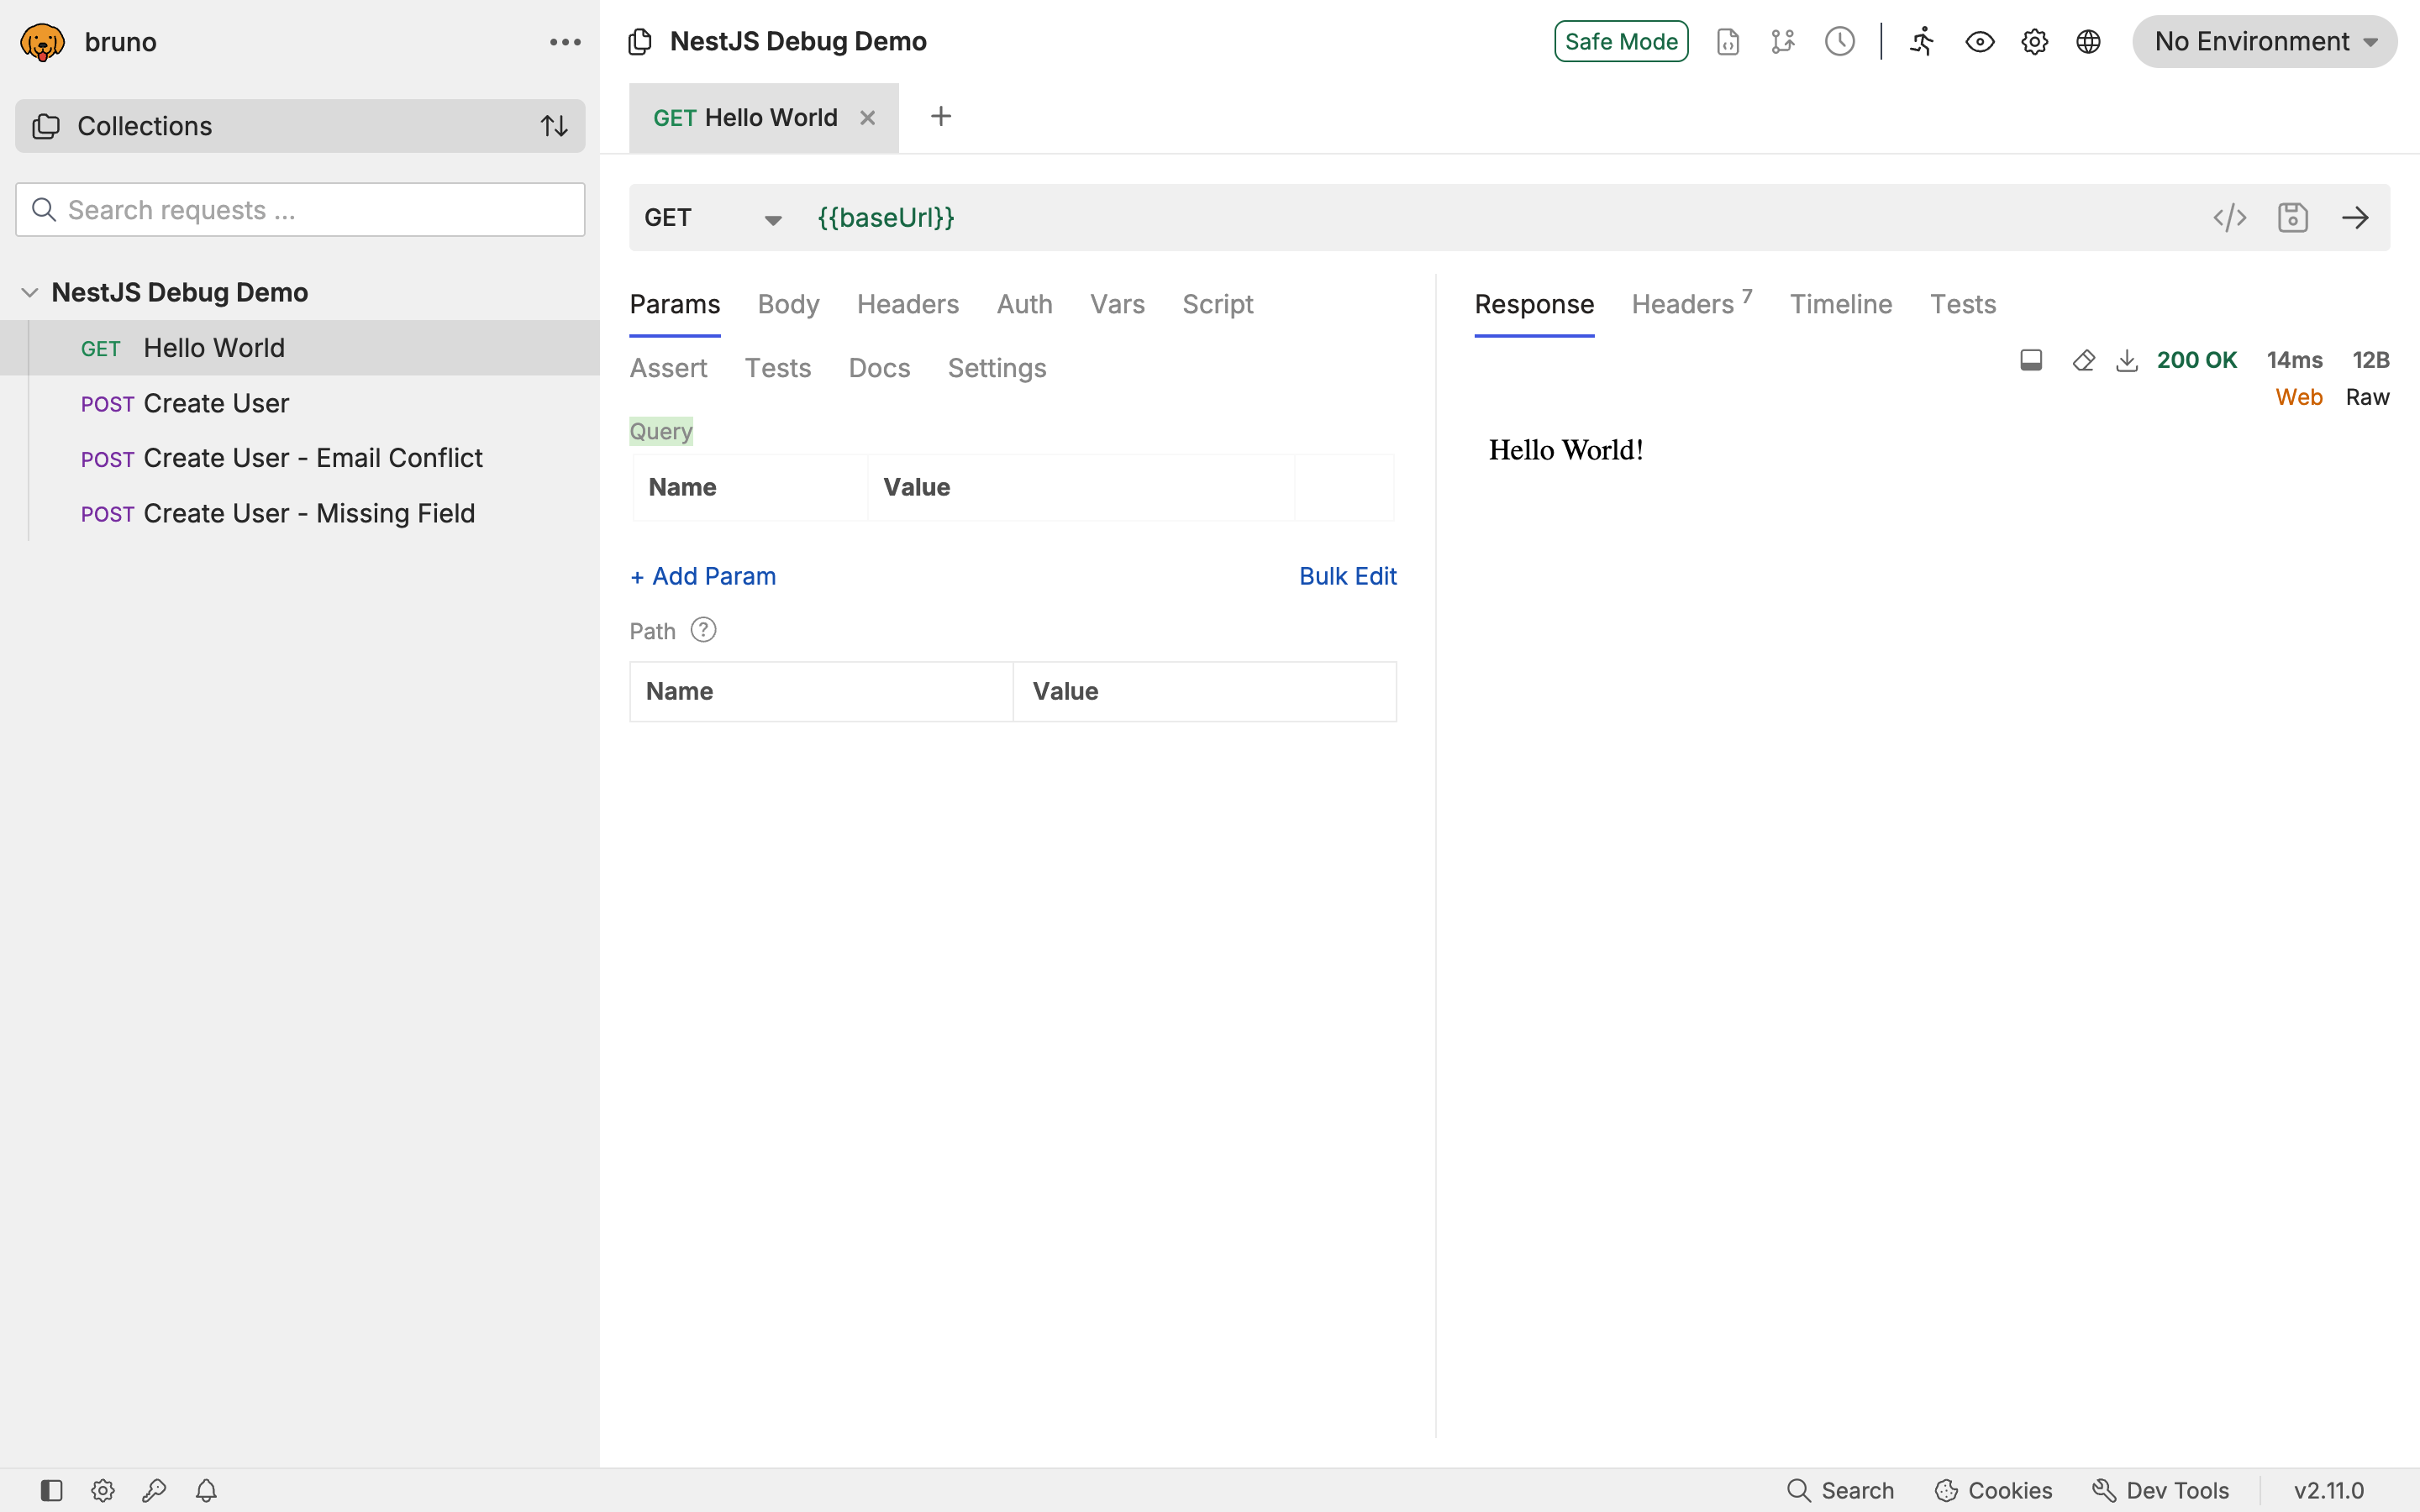 bruno
Collections
Search requests ...
NestJS Debug Demo
GET Hello World
POST Create User
POST Create User - Email Conflict
POST Create User - Missing Field
NestJS Debug Demo
Safe Mode
No Environment
GET Hello World
GET {{baseUrl}}
Params Body Headers Auth Vars Script
Assert Tests Docs Settings
Query
Name Value
+ Add Param Bulk Edit
Path ?
Name Value
Response Headers 7 Timeline Tests
200 OK 14ms 12B
Web Raw
Hello World!
Search Cookies Dev Tools v2.11.0